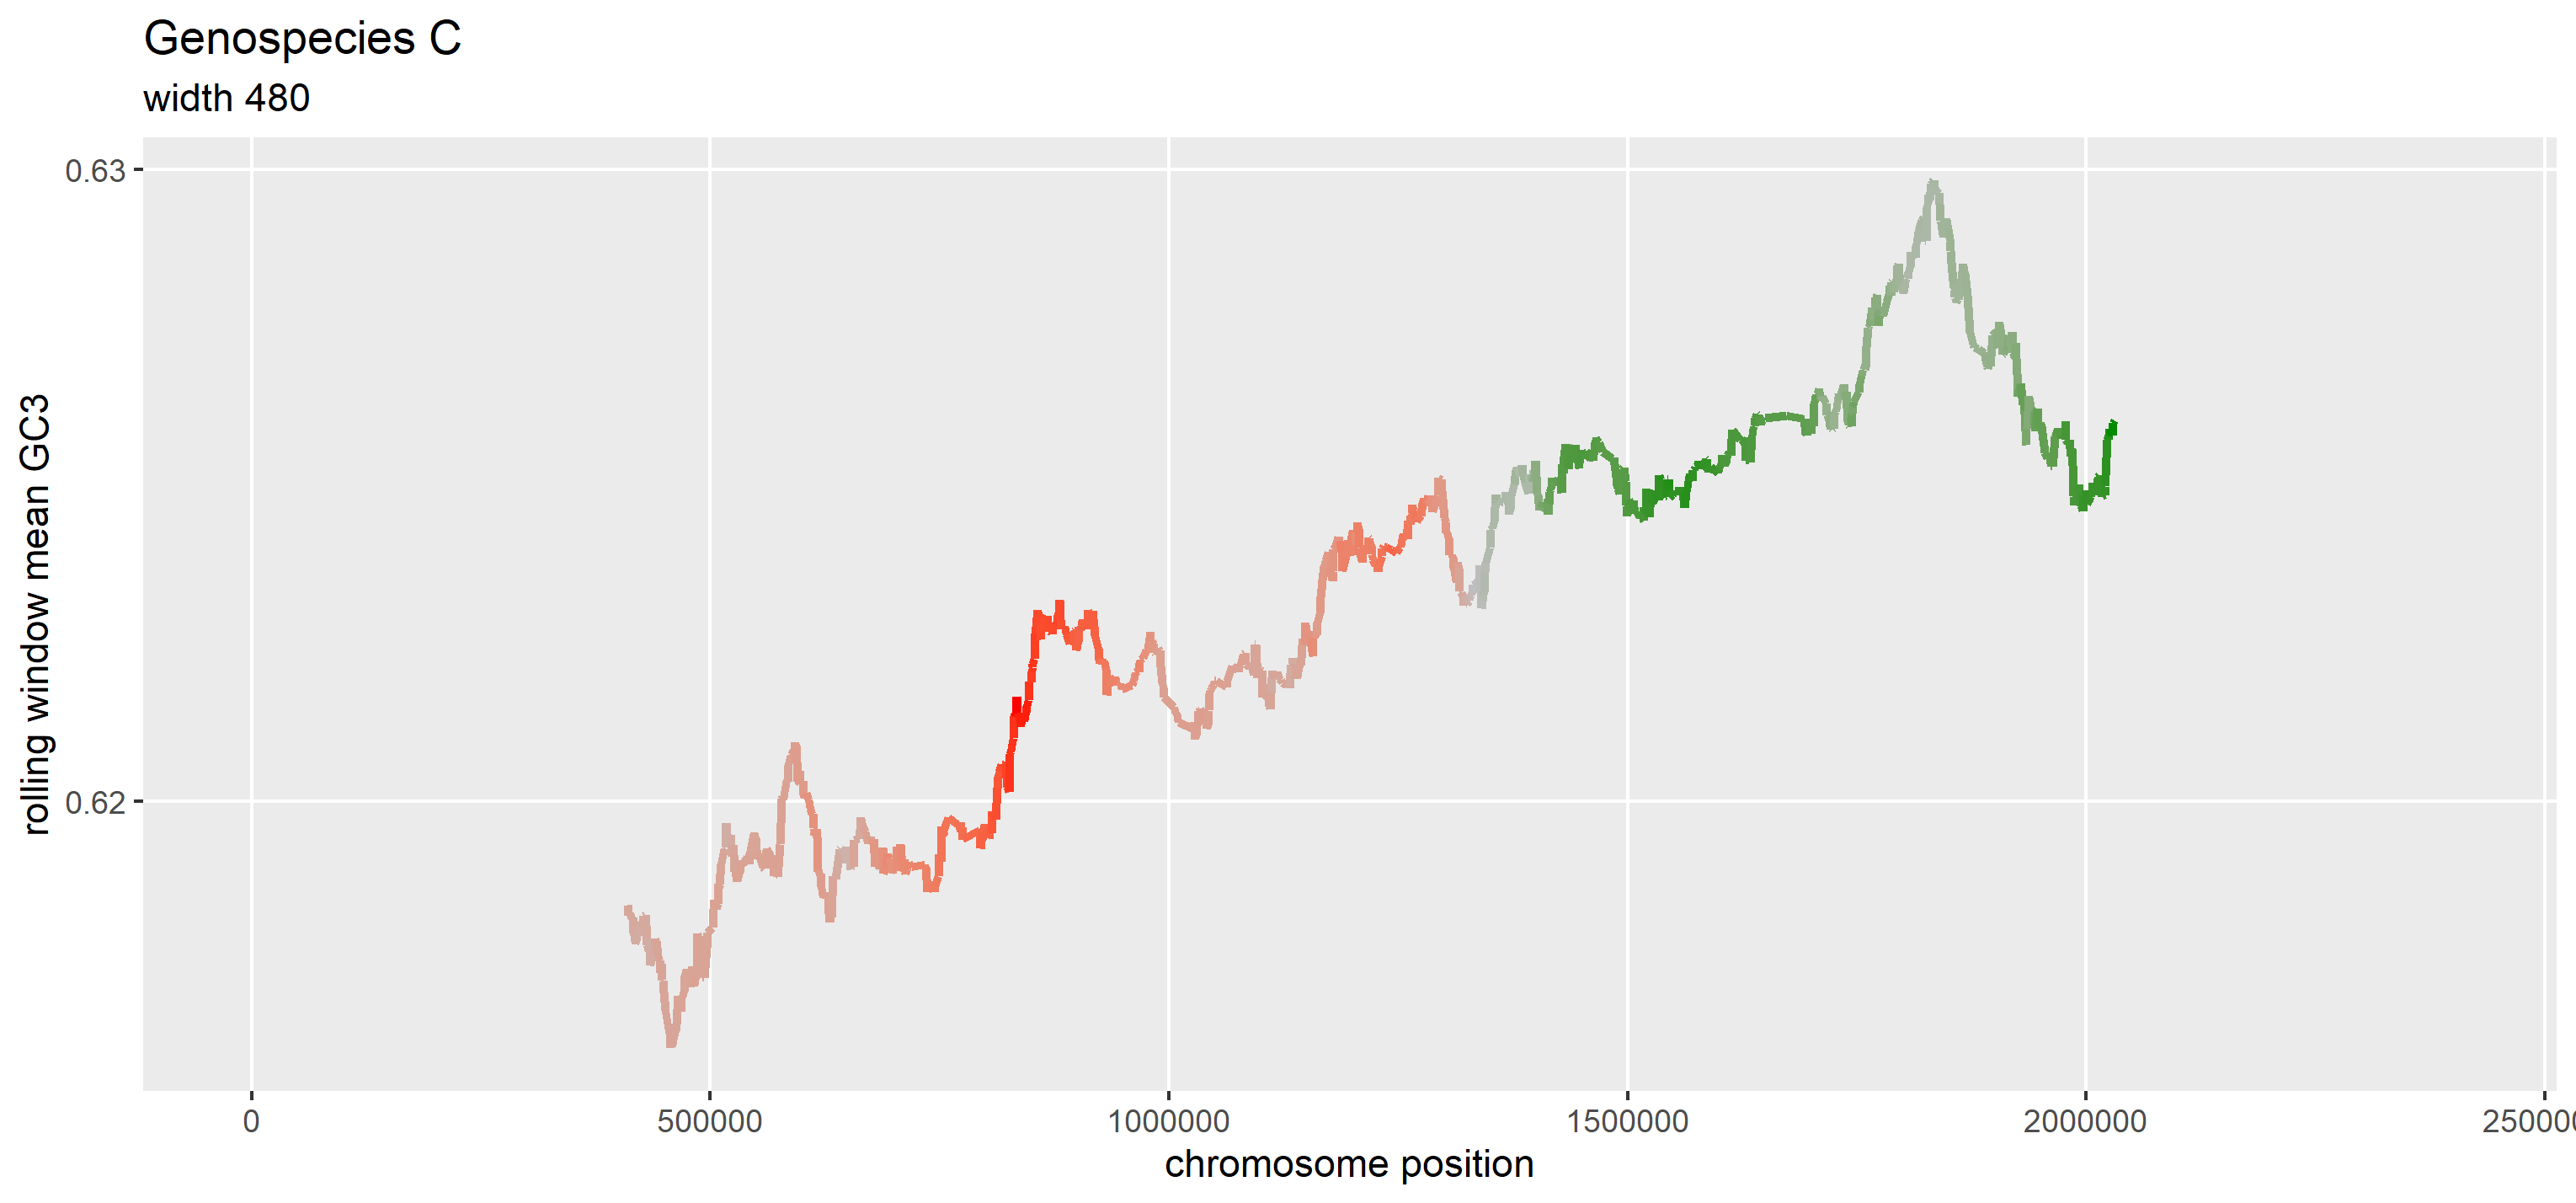 Genospecies C
width 480
0.63
0.62
rolling window mean GC3
0 500000 1000000 1500000 2000000
chromosome position